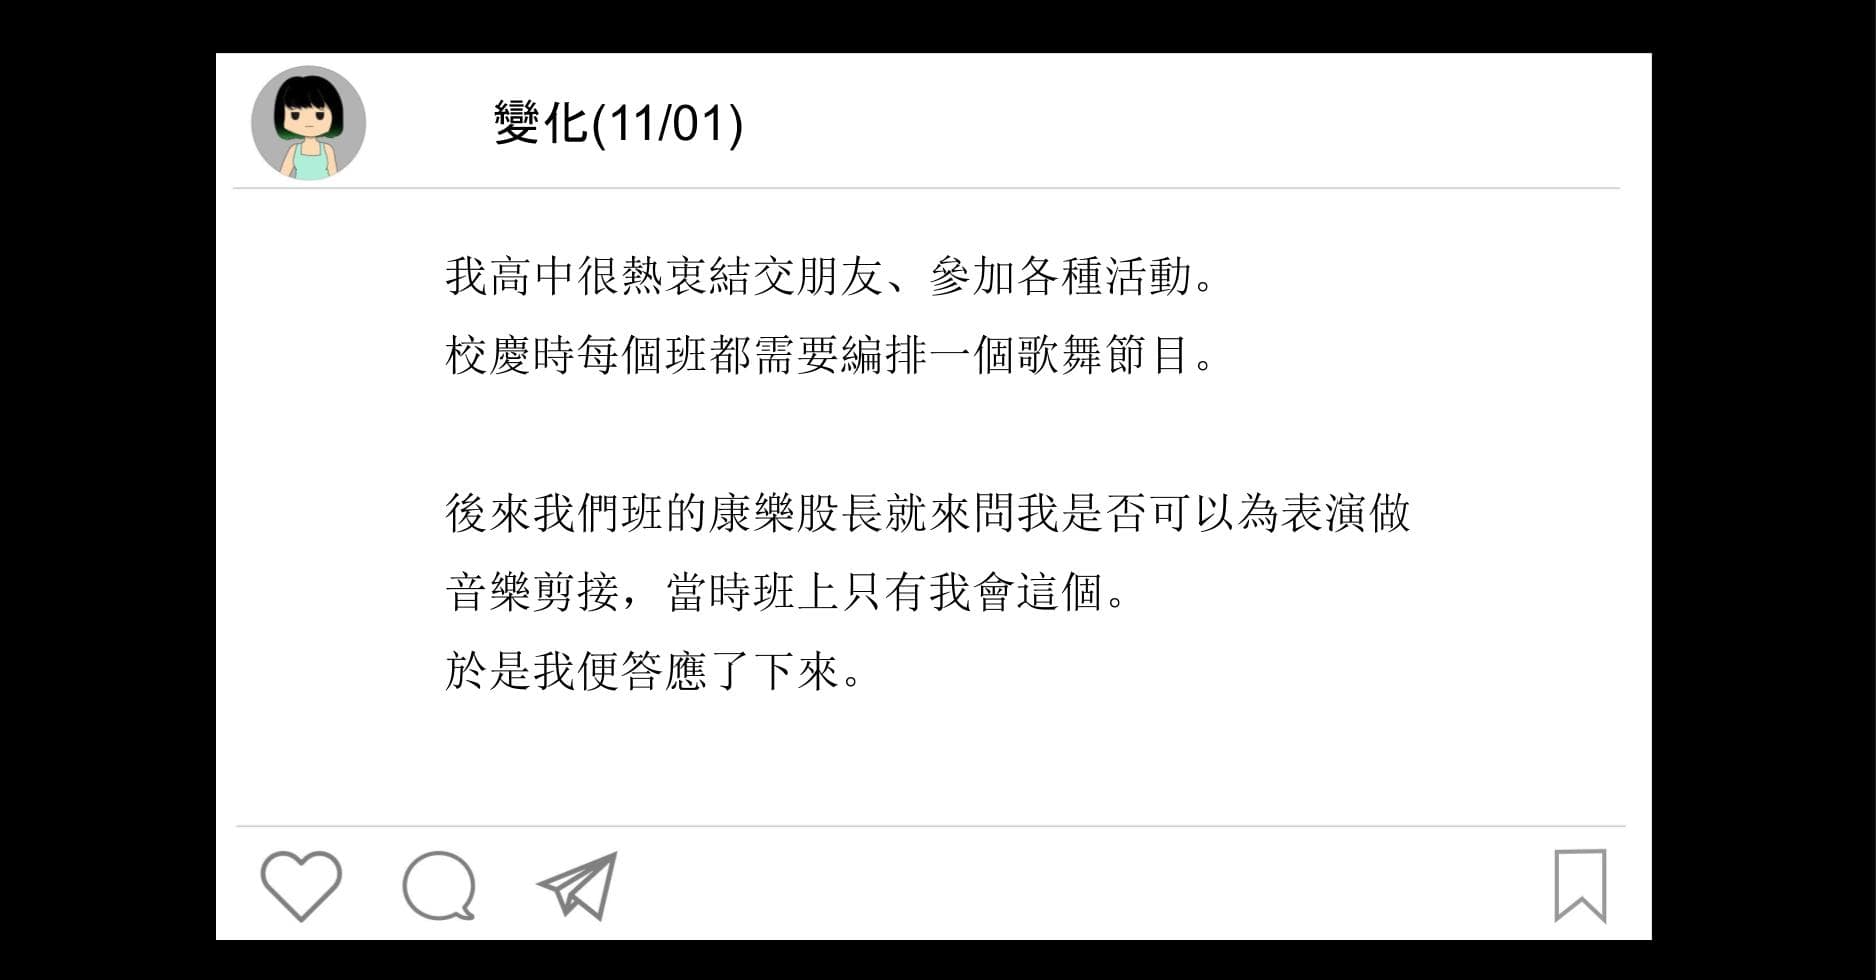 變化(11/01)
我高中很熱衷結交朋友、參加各種活動。
校慶時每個班都需要編排一個歌舞節目。
後來我們班的康樂股長就來問我是否可以為表演做
音樂剪接，當時班上只有我會這個。
於是我便答應了下來。